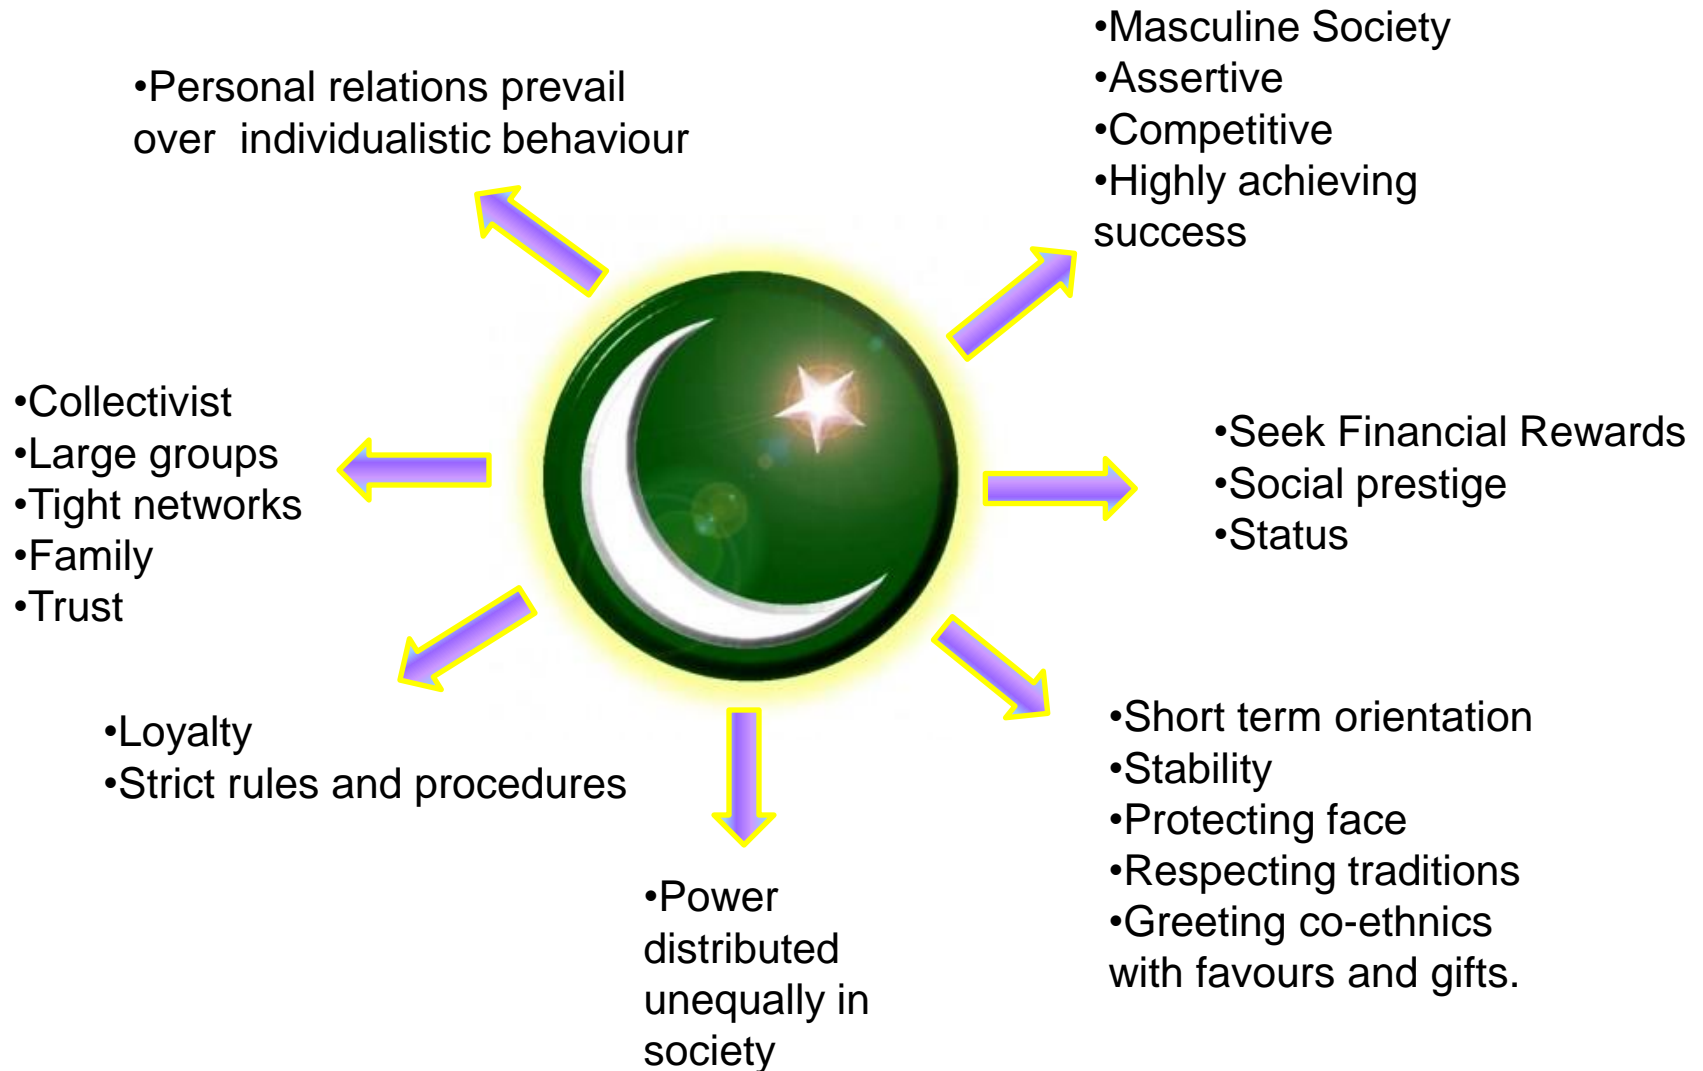 •Personal relations prevail
over individualistic behaviour
•Masculine Society
•Assertive
•Competitive
•Highly achieving
success
•Collectivist
•Large groups
•Tight networks
•Family
•Trust
•Seek Financial Rewards
•Social prestige
•Status
•Loyalty
•Strict rules and procedures
•Power
distributed
unequally in
society
•Short term orientation
•Stability
•Protecting face
•Respecting traditions
•Greeting co-ethnics
with favours and gifts.